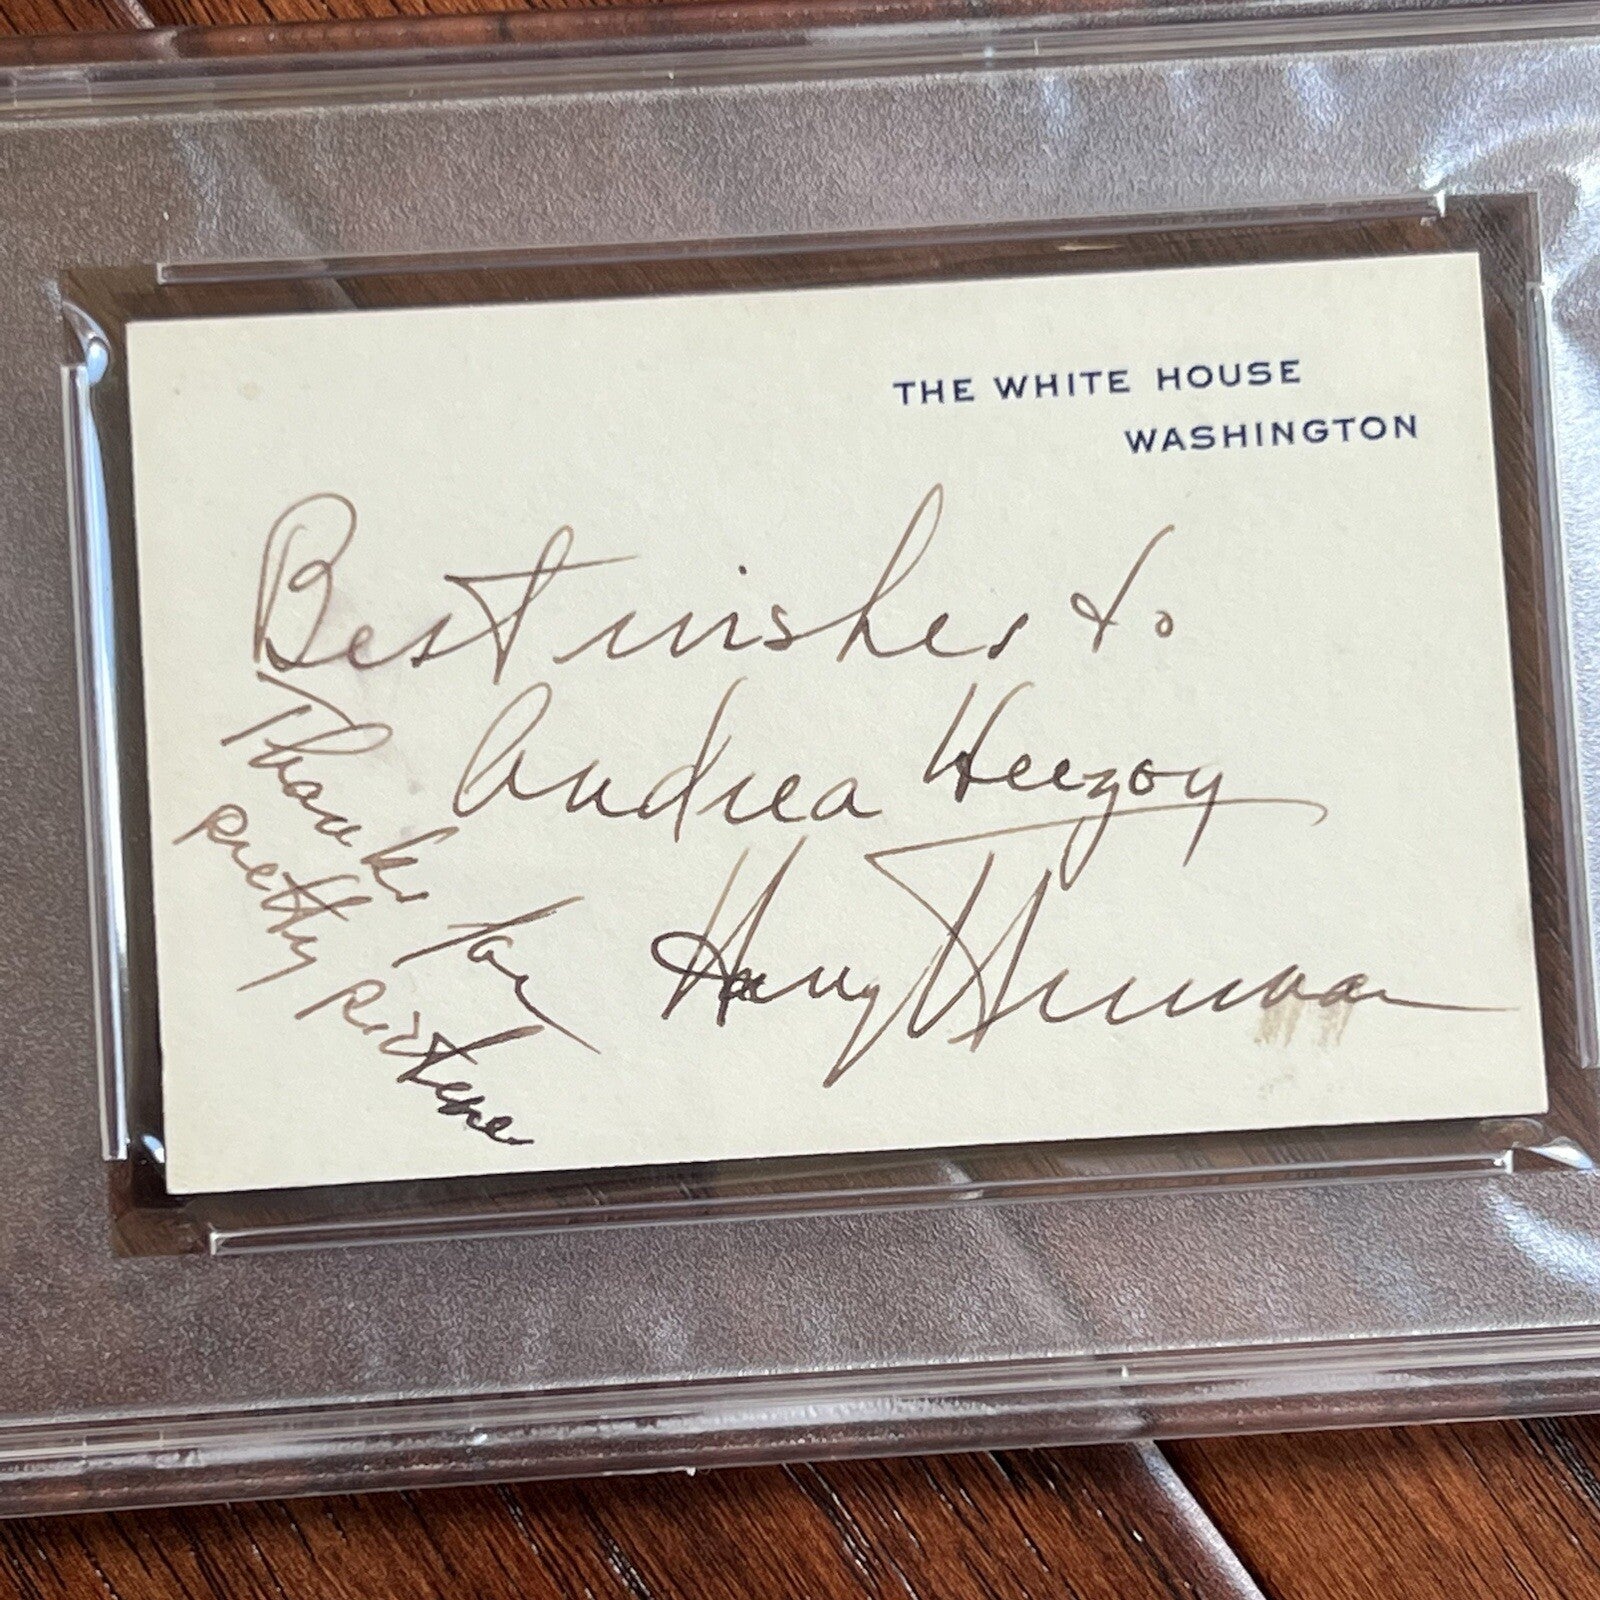 THE WHITE HOUSE
WASHINGTON
Best wishes to
Andrea Herzog
Harry Truman
Thanks for
pretty picture